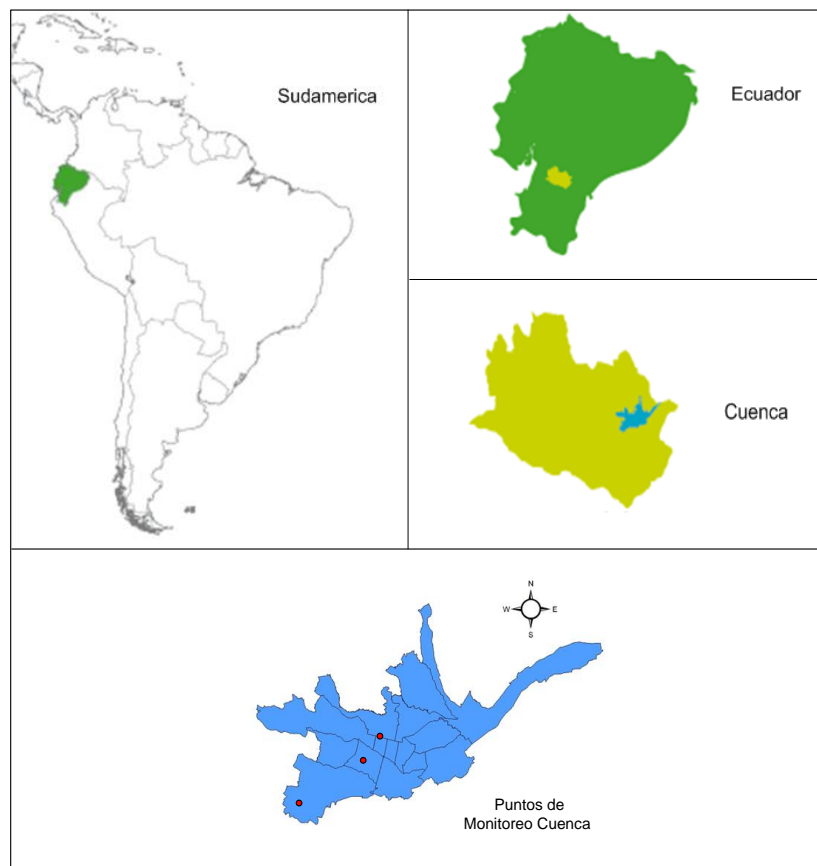 Sudamerica
Ecuador
Cuenca
N
W E
S
Puntos de
Monitoreo Cuenca